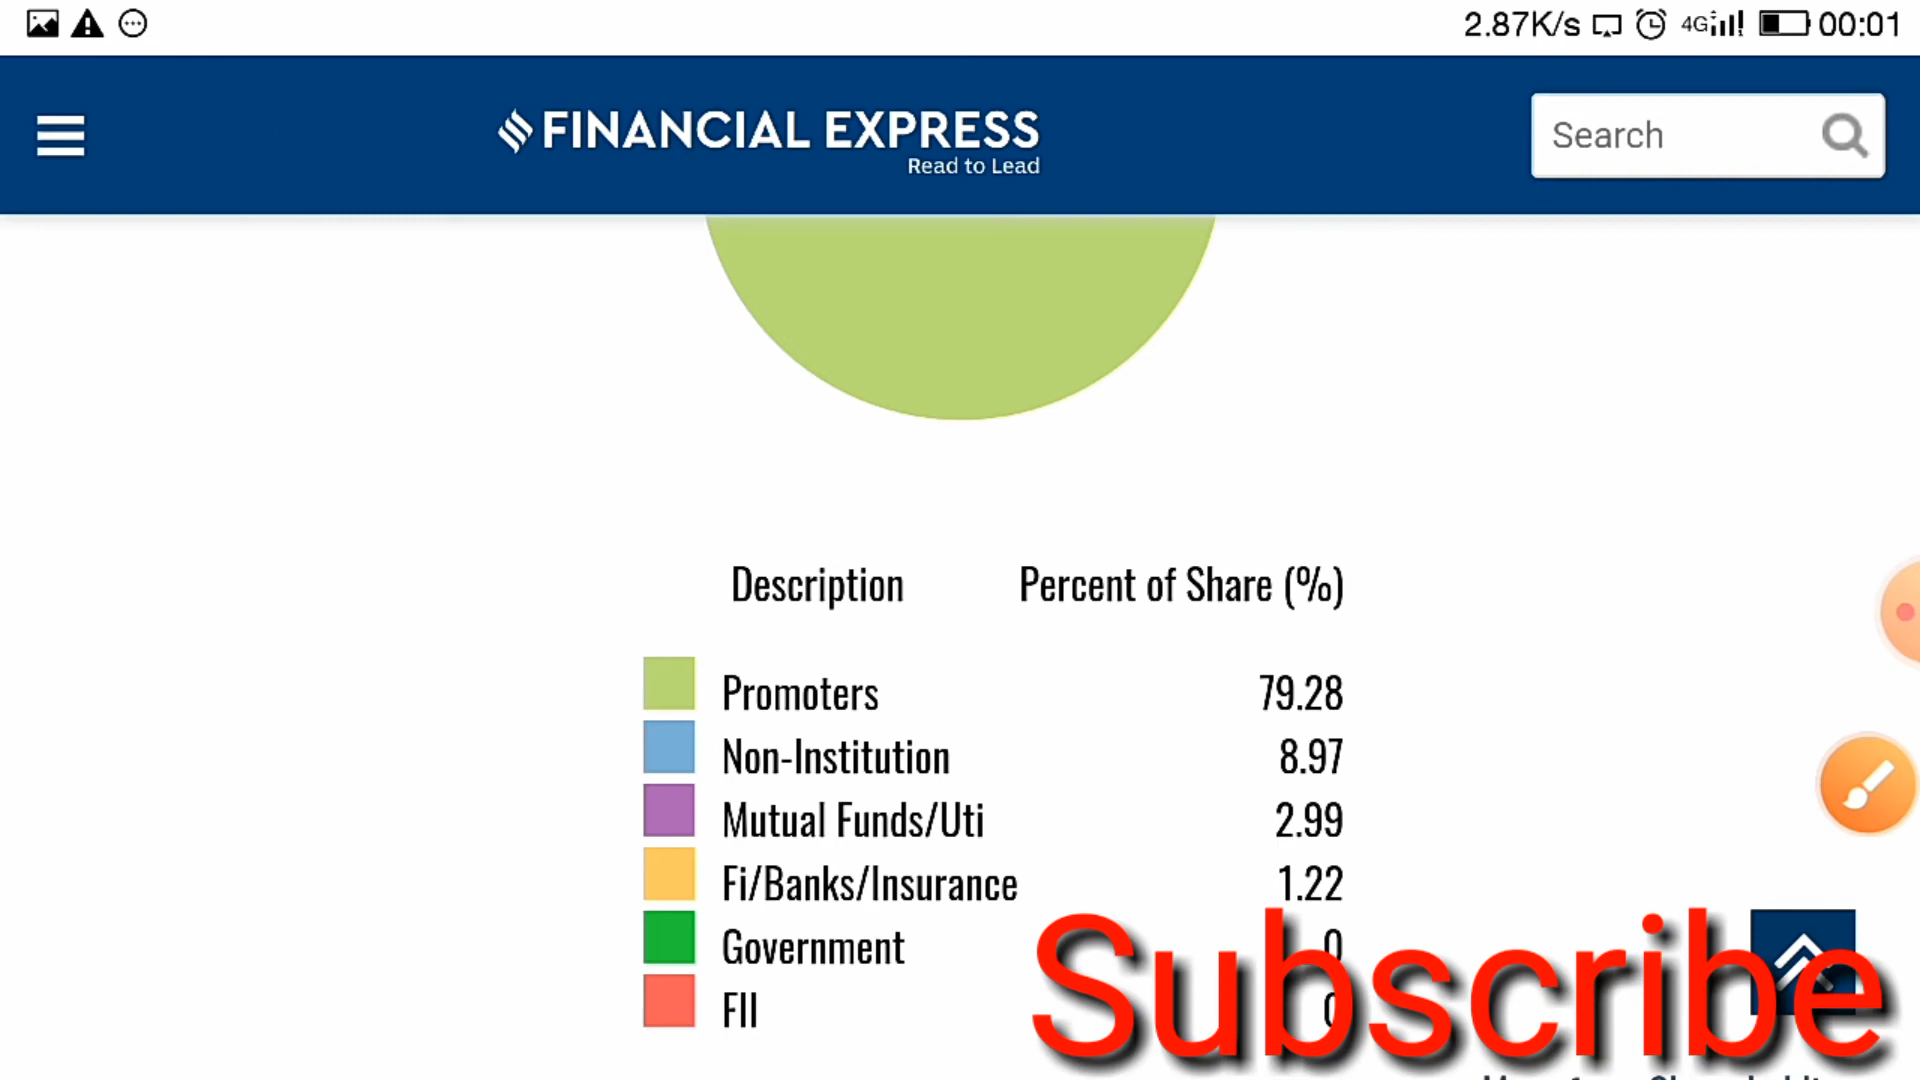 2.87K/s 4G 00:01
FINANCIAL EXPRESS
Read to Lead
Search
Description Percent of Share (%)
Promoters 79.28
Non-Institution 8.97
Mutual Funds/Uti 2.99
Fi/Banks/Insurance 1.22
Government 0
FII 0
Subscribe